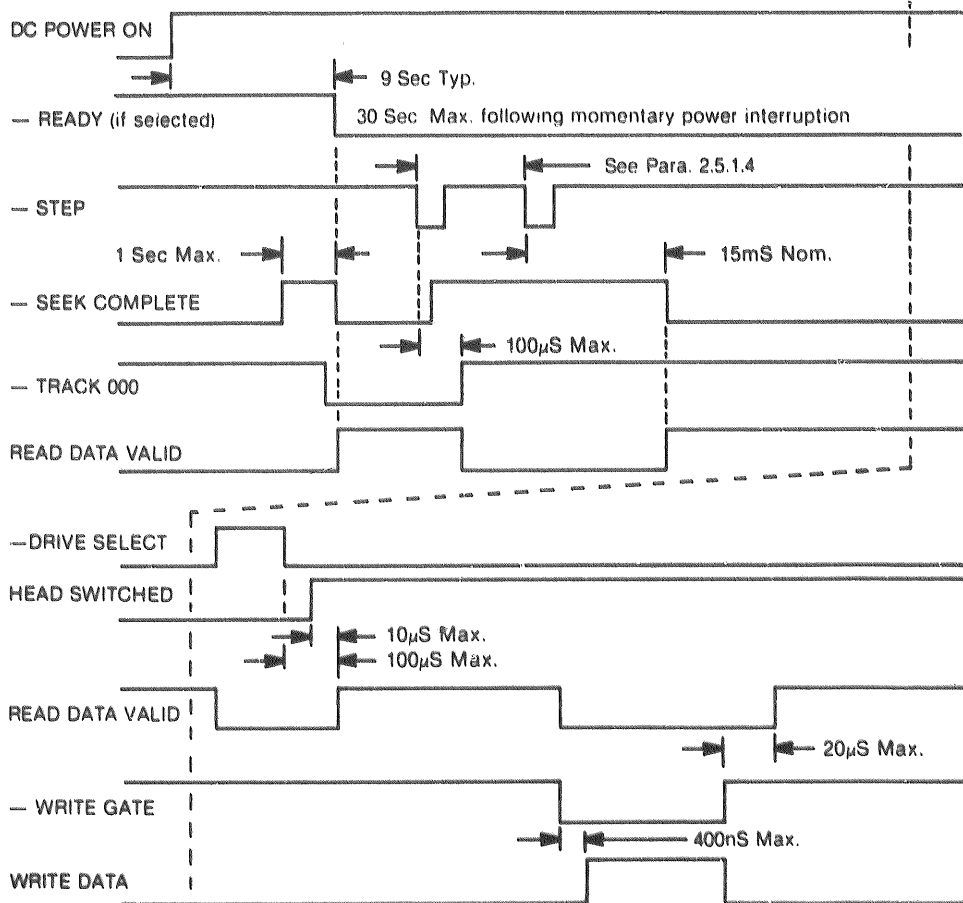 DC POWER ON
9 Sec Typ.
— READY (if selected)
30 Sec Max. following momentary power interruption
See Para. 2.5.1.4
— STEP
1 Sec Max.
15mS Nom.
— SEEK COMPLETE
100µS Max.
— TRACK 000
READ DATA VALID
—DRIVE SELECT
HEAD SWITCHED
10µS Max.
100µS Max.
READ DATA VALID
20µS Max.
— WRITE GATE
400nS Max.
WRITE DATA